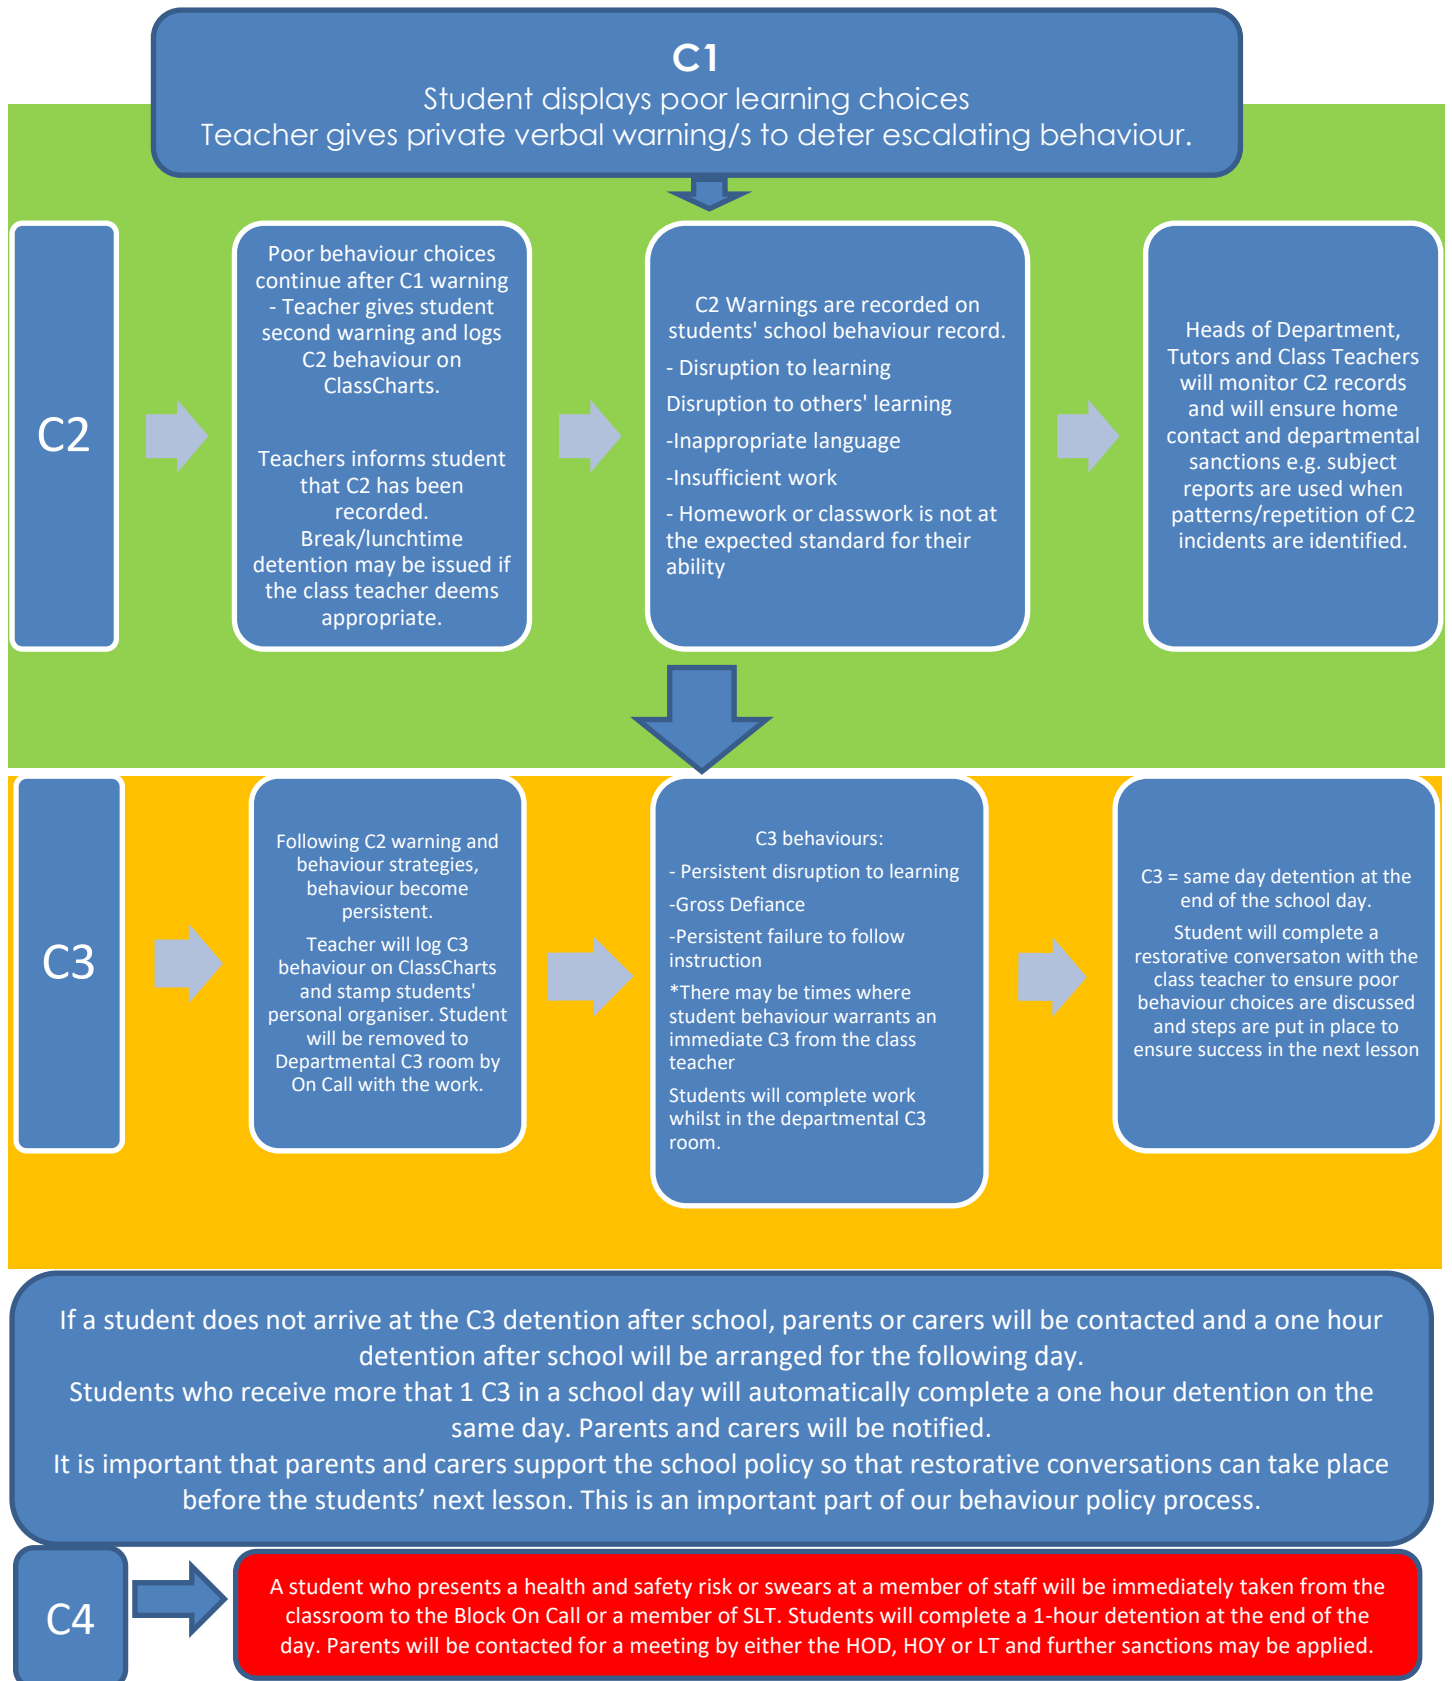 C1
Student displays poor learning choices
Teacher gives private verbal warning/s to deter escalating behaviour.
C2
Poor behaviour choices
continue after C1 warning
- Teacher gives student
second warning and logs
C2 behaviour on
ClassCharts.
Teachers informs student
that C2 has been
recorded.
Break/lunchtime
detention may be issued if
the class teacher deems
appropriate.
C2 Warnings are recorded on
students' school behaviour record.
- Disruption to learning
Disruption to others' learning
-Inappropriate language
-Insufficient work
- Homework or classwork is not at
the expected standard for their
ability
Heads of Department,
Tutors and Class Teachers
will monitor C2 records
and will ensure home
contact and departmental
sanctions e.g. subject
reports are used when
patterns/repetition of C2
incidents are identified.
C3
Following C2 warning and
behaviour strategies,
behaviour become
persistent.
Teacher will log C3
behaviour on ClassCharts
and stamp students'
personal organiser. Student
will be removed to
Departmental C3 room by
On Call with the work.
C3 behaviours:
- Persistent disruption to learning
-Gross Defiance
-Persistent failure to follow
instruction
*There may be times where
student behaviour warrants an
immediate C3 from the class
teacher
Students will complete work
whilst in the departmental C3
room.
C3 = same day detention at the
end of the school day.
Student will complete a
restorative conversaton with the
class teacher to ensure poor
behaviour choices are discussed
and steps are put in place to
ensure success in the next lesson
If a student does not arrive at the C3 detention after school, parents or carers will be contacted and a one hour
detention after school will be arranged for the following day.
Students who receive more that 1 C3 in a school day will automatically complete a one hour detention on the
same day. Parents and carers will be notified.
It is important that parents and carers support the school policy so that restorative conversations can take place
before the students’ next lesson. This is an important part of our behaviour policy process.
C4
A student who presents a health and safety risk or swears at a member of staff will be immediately taken from the
classroom to the Block On Call or a member of SLT. Students will complete a 1-hour detention at the end of the
day. Parents will be contacted for a meeting by either the HOD, HOY or LT and further sanctions may be applied.